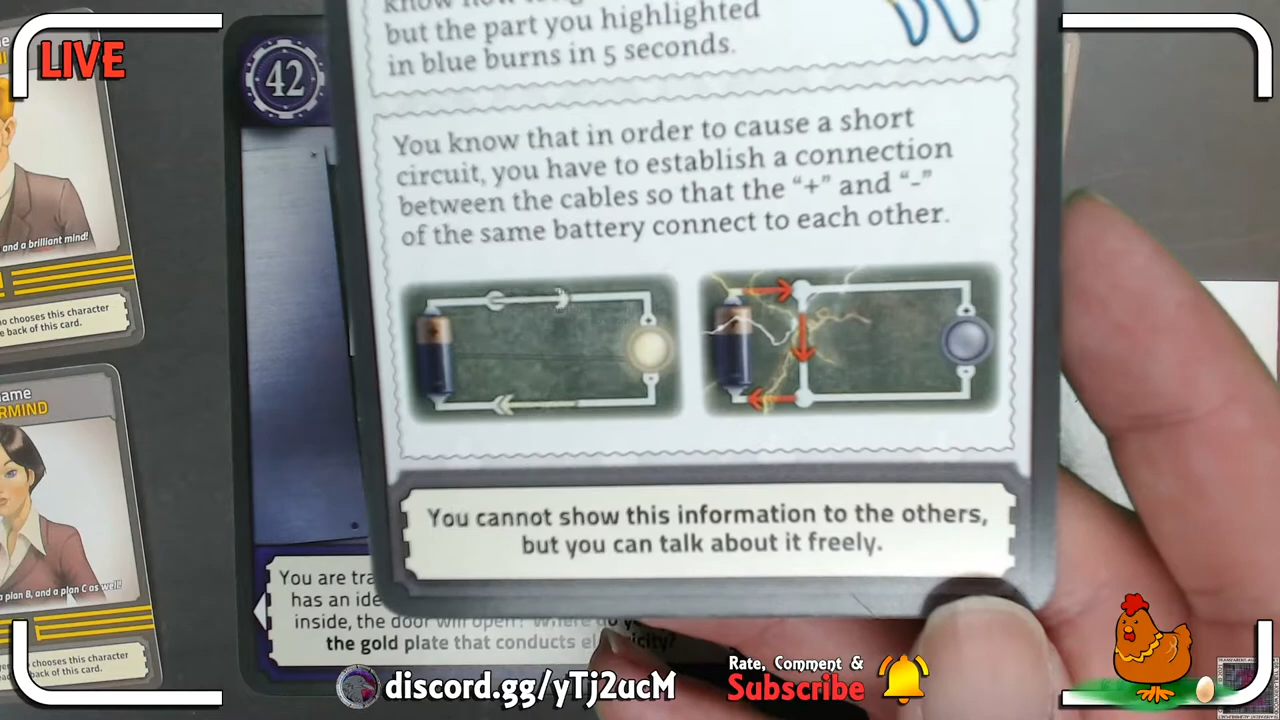 LIVE
42
but the part you highlighted
in blue burns in 5 seconds.
You know that in order to cause a short
circuit, you have to establish a connection
between the cables so that the “+” and “-”
of the same battery connect to each other.
You cannot show this information to the others,
but you can talk about it freely.
and a brilliant mind!
chooses this character
back of this card.
a plan B, and a plan C as well!
chooses this character
back of this card.
You are
has an
inside, the door will open?
the gold plate that conducts
discord.gg/yTj2ucM
Rate, Comment &
Subscribe